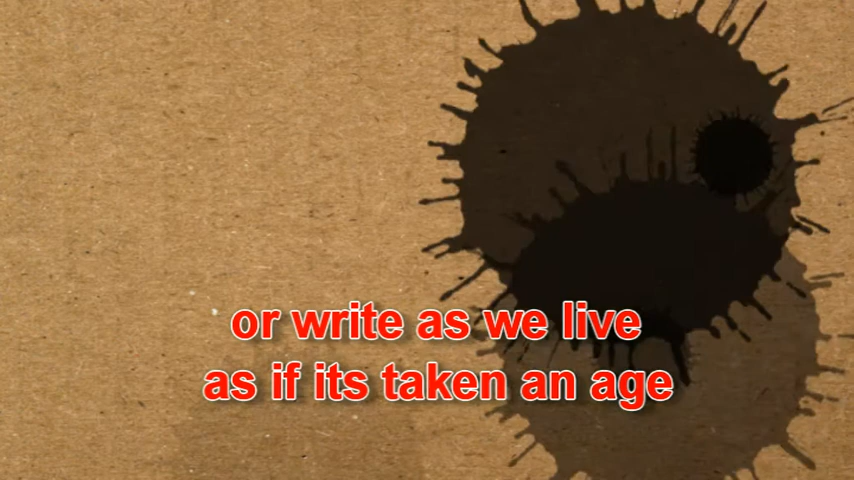 or write as we live
as if its taken an age